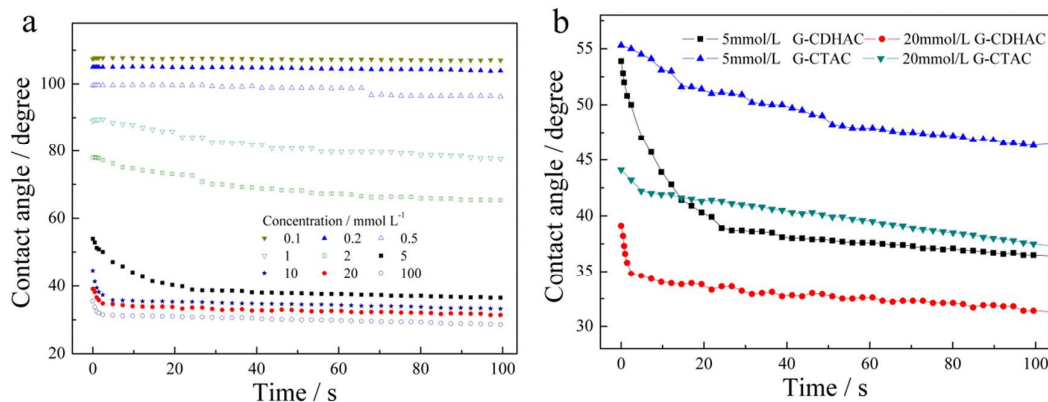 a
Contact angle / degree
100
80
60
40
20
Concentration / mmol L⁻¹
0.1 0.2 0.5
1 2 5
10 20 100
0 20 40 60 80 100
Time / s
b
Contact angle / degree
55
50
45
40
35
30
5mmol/L G-CDHAC 20mmol/L G-CDHAC
5mmol/L G-CTAC 20mmol/L G-CTAC
0 20 40 60 80 100
Time / s